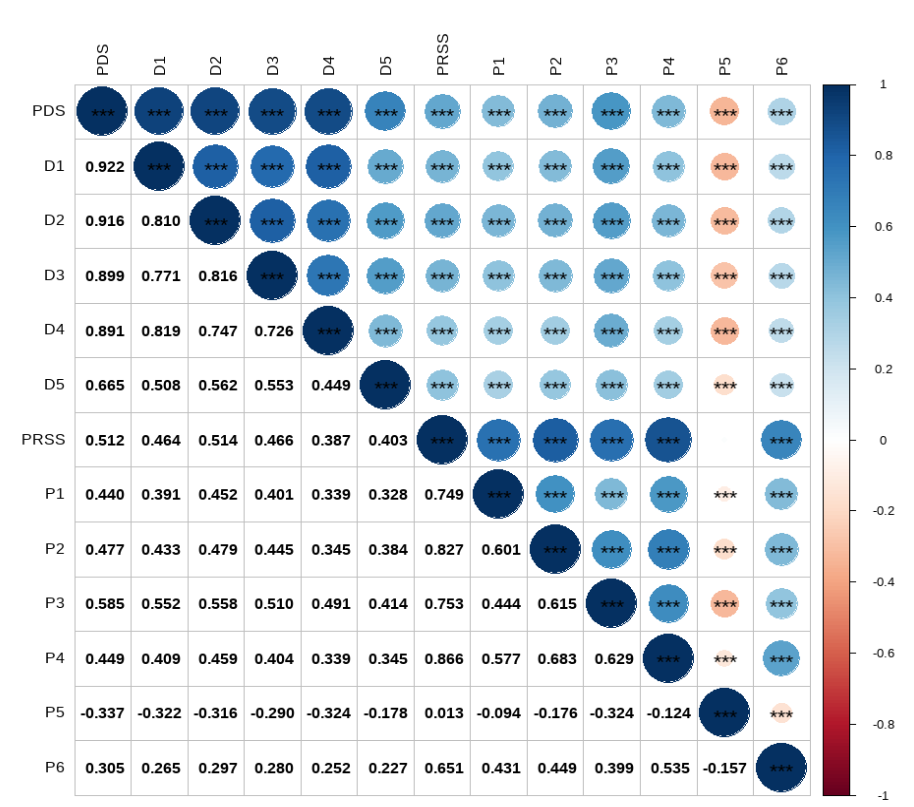 PDS D1 D2 D3 D4 D5 PRSS P1 P2 P3 P4 P5 P6
1
PDS *** *** *** *** *** *** *** *** *** *** *** *** ***
D1 0.922 *** *** *** *** *** *** *** *** *** *** *** ***
0.8
D2 0.916 0.810 *** *** *** *** *** *** *** *** *** *** ***
0.6
D3 0.899 0.771 0.816 *** *** *** *** *** *** *** *** *** ***
0.4
D4 0.891 0.819 0.747 0.726 *** *** *** *** *** *** *** *** ***
0.2
D5 0.665 0.508 0.562 0.553 0.449 *** *** *** *** *** *** *** ***
PRSS 0.512 0.464 0.514 0.466 0.387 0.403 *** *** *** *** *** ***
0
P1 0.440 0.391 0.452 0.401 0.339 0.328 0.749 *** *** *** *** *** ***
-0.2
P2 0.477 0.433 0.479 0.445 0.345 0.384 0.827 0.601 *** *** *** *** ***
-0.4
P3 0.585 0.552 0.558 0.510 0.491 0.414 0.753 0.444 0.615 *** *** *** ***
-0.6
P4 0.449 0.409 0.459 0.404 0.339 0.345 0.866 0.577 0.683 0.629 *** *** ***
P5 -0.337 -0.322 -0.316 -0.290 -0.324 -0.178 0.013 -0.094 -0.176 -0.324 -0.124 *** ***
-0.8
P6 0.305 0.265 0.297 0.280 0.252 0.227 0.651 0.431 0.449 0.399 0.535 -0.157 ***
-1